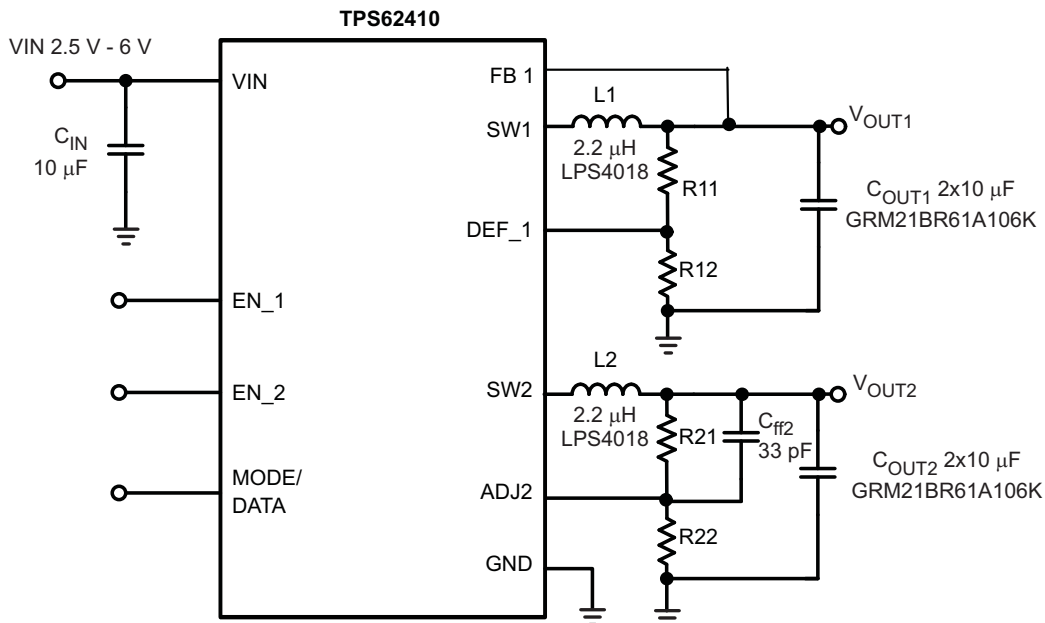 TPS62410
VIN 2.5 V - 6 V
VIN
C_IN
10 μF
EN_1
EN_2
MODE/
DATA
FB 1
SW1
DEF_1
SW2
ADJ2
GND
L1
2.2 μH
LPS4018
R11
R12
V_OUT1
C_OUT1 2x10 μF
GRM21BR61A106K
L2
2.2 μH
LPS4018
R21
C_ff2
33 pF
R22
V_OUT2
C_OUT2 2x10 μF
GRM21BR61A106K